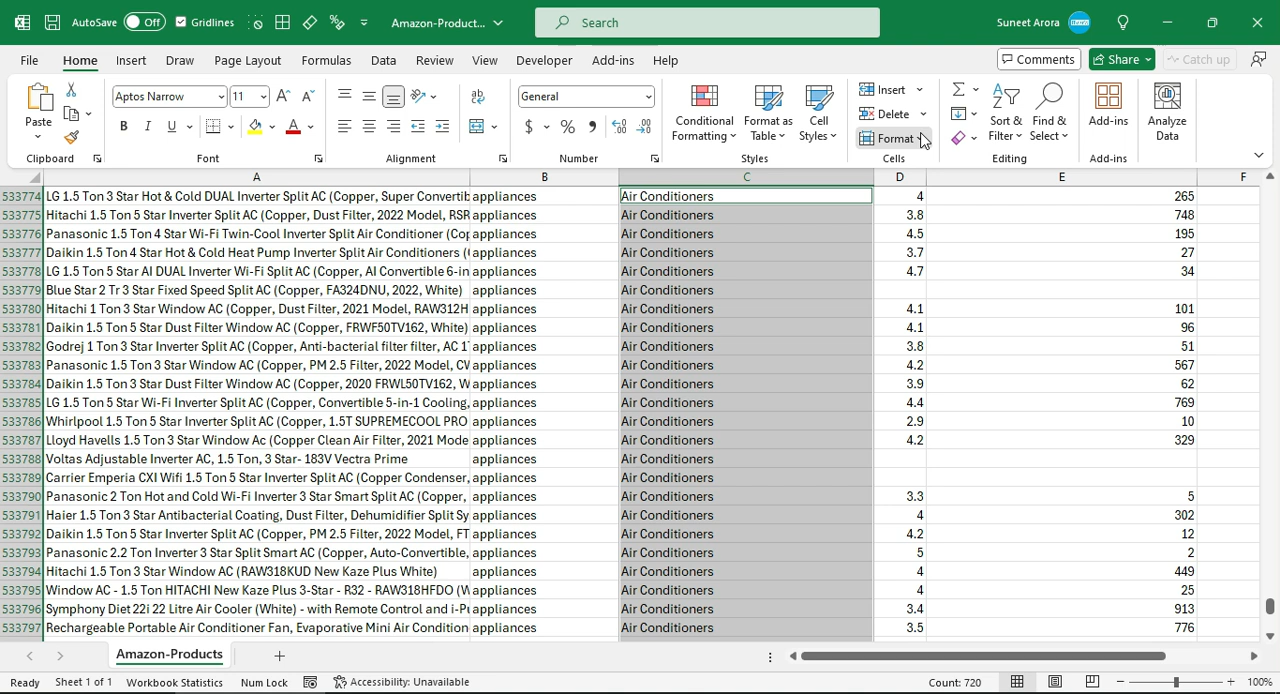 AutoSave Off Gridlines Amazon-Product... Search Suneet Arora
File Home Insert Draw Page Layout Formulas Data Review View Developer Add-ins Help Comments Share Catch up
Paste Aptos Narrow 11 General Conditional Formatting Format as Table Cell Styles Insert Delete Format Sort & Filter Find & Select Add-ins Analyze Data
B I U A $ % 9
Clipboard Font Alignment Number Styles Cells Editing Add-ins
A B C D E F
533774 LG 1.5 Ton 3 Star Hot & Cold DUAL Inverter Split AC (Copper, Super Convertib appliances Air Conditioners 4 265
533775 Hitachi 1.5 Ton 5 Star Inverter Split AC (Copper, Dust Filter, 2022 Model, RSR appliances Air Conditioners 3.8 748
533776 Panasonic 1.5 Ton 4 Star Wi-Fi Twin-Cool Inverter Split Air Conditioner (Cop appliances Air Conditioners 4.5 195
533777 Daikin 1.5 Ton 4 Star Hot & Cold Heat Pump Inverter Split Air Conditioners ( appliances Air Conditioners 3.7 27
533778 LG 1.5 Ton 5 Star AI DUAL Inverter Wi-Fi Split AC (Copper, AI Convertible 6-in appliances Air Conditioners 4.7 34
533779 Blue Star 2 Tr 3 Star Fixed Speed Split AC (Copper, FA324DNU, 2022, White) appliances Air Conditioners
533780 Hitachi 1 Ton 3 Star Window AC (Copper, Dust Filter, 2021 Model, RAW312H appliances Air Conditioners 4.1 101
533781 Daikin 1.5 Ton 5 Star Dust Filter Window AC (Copper, FRWF50TV162, White) appliances Air Conditioners 4.1 96
533782 Godrej 1 Ton 3 Star Inverter Split AC (Copper, Anti-bacterial filter filter, AC 1 appliances Air Conditioners 3.8 51
533783 Panasonic 1.5 Ton 3 Star Window AC (Copper, PM 2.5 Filter, 2022 Model, CW appliances Air Conditioners 4.2 567
533784 Daikin 1.5 Ton 3 Star Dust Filter Window AC (Copper, 2020 FRWL50TV162, W appliances Air Conditioners 3.9 62
533785 LG 1.5 Ton 5 Star Wi-Fi Inverter Split AC (Copper, Convertible 5-in-1 Cooling, appliances Air Conditioners 4.4 769
533786 Whirlpool 1.5 Ton 5 Star Inverter Split AC (Copper, 1.5T SUPREMECOOL PRO appliances Air Conditioners 2.9 10
533787 Lloyd Havells 1.5 Ton 3 Star Window Ac (Copper Clean Air Filter, 2021 Mode appliances Air Conditioners 4.2 329
533788 Voltas Adjustable Inverter AC, 1.5 Ton, 3 Star- 183V Vectra Prime appliances Air Conditioners
533789 Carrier Emperia CXI Wifi 1.5 Ton 5 Star Inverter Split AC (Copper Condenser, appliances Air Conditioners
533790 Panasonic 2 Ton Hot and Cold Wi-Fi Inverter 3 Star Smart Split AC (Copper, appliances Air Conditioners 3.3 5
533791 Haier 1.5 Ton 3 Star Antibacterial Coating, Dust Filter, Dehumidifier Split Sy appliances Air Conditioners 4 302
533792 Daikin 1.5 Ton 5 Star Inverter Split AC (Copper, PM 2.5 Filter, 2022 Model, FT appliances Air Conditioners 4.2 12
533793 Panasonic 2.2 Ton Inverter 3 Star Split Smart AC (Copper, Auto-Convertible, appliances Air Conditioners 5 2
533794 Hitachi 1.5 Ton 3 Star Window AC (RAW318KUD New Kaze Plus White) appliances Air Conditioners 4 449
533795 Window AC - 1.5 Ton HITACHI New Kaze Plus 3-Star - R32 - RAW318HFDO (W appliances Air Conditioners 4 25
533796 Symphony Diet 22i 22 Litre Air Cooler (White) - with Remote Control and i-Pu appliances Air Conditioners 3.4 913
533797 Rechargeable Portable Air Conditioner Fan, Evaporative Mini Air Condition appliances Air Conditioners 3.5 776
Amazon-Products
Ready Sheet 1 of 1 Workbook Statistics Num Lock Accessibility: Unavailable Count: 720 100%